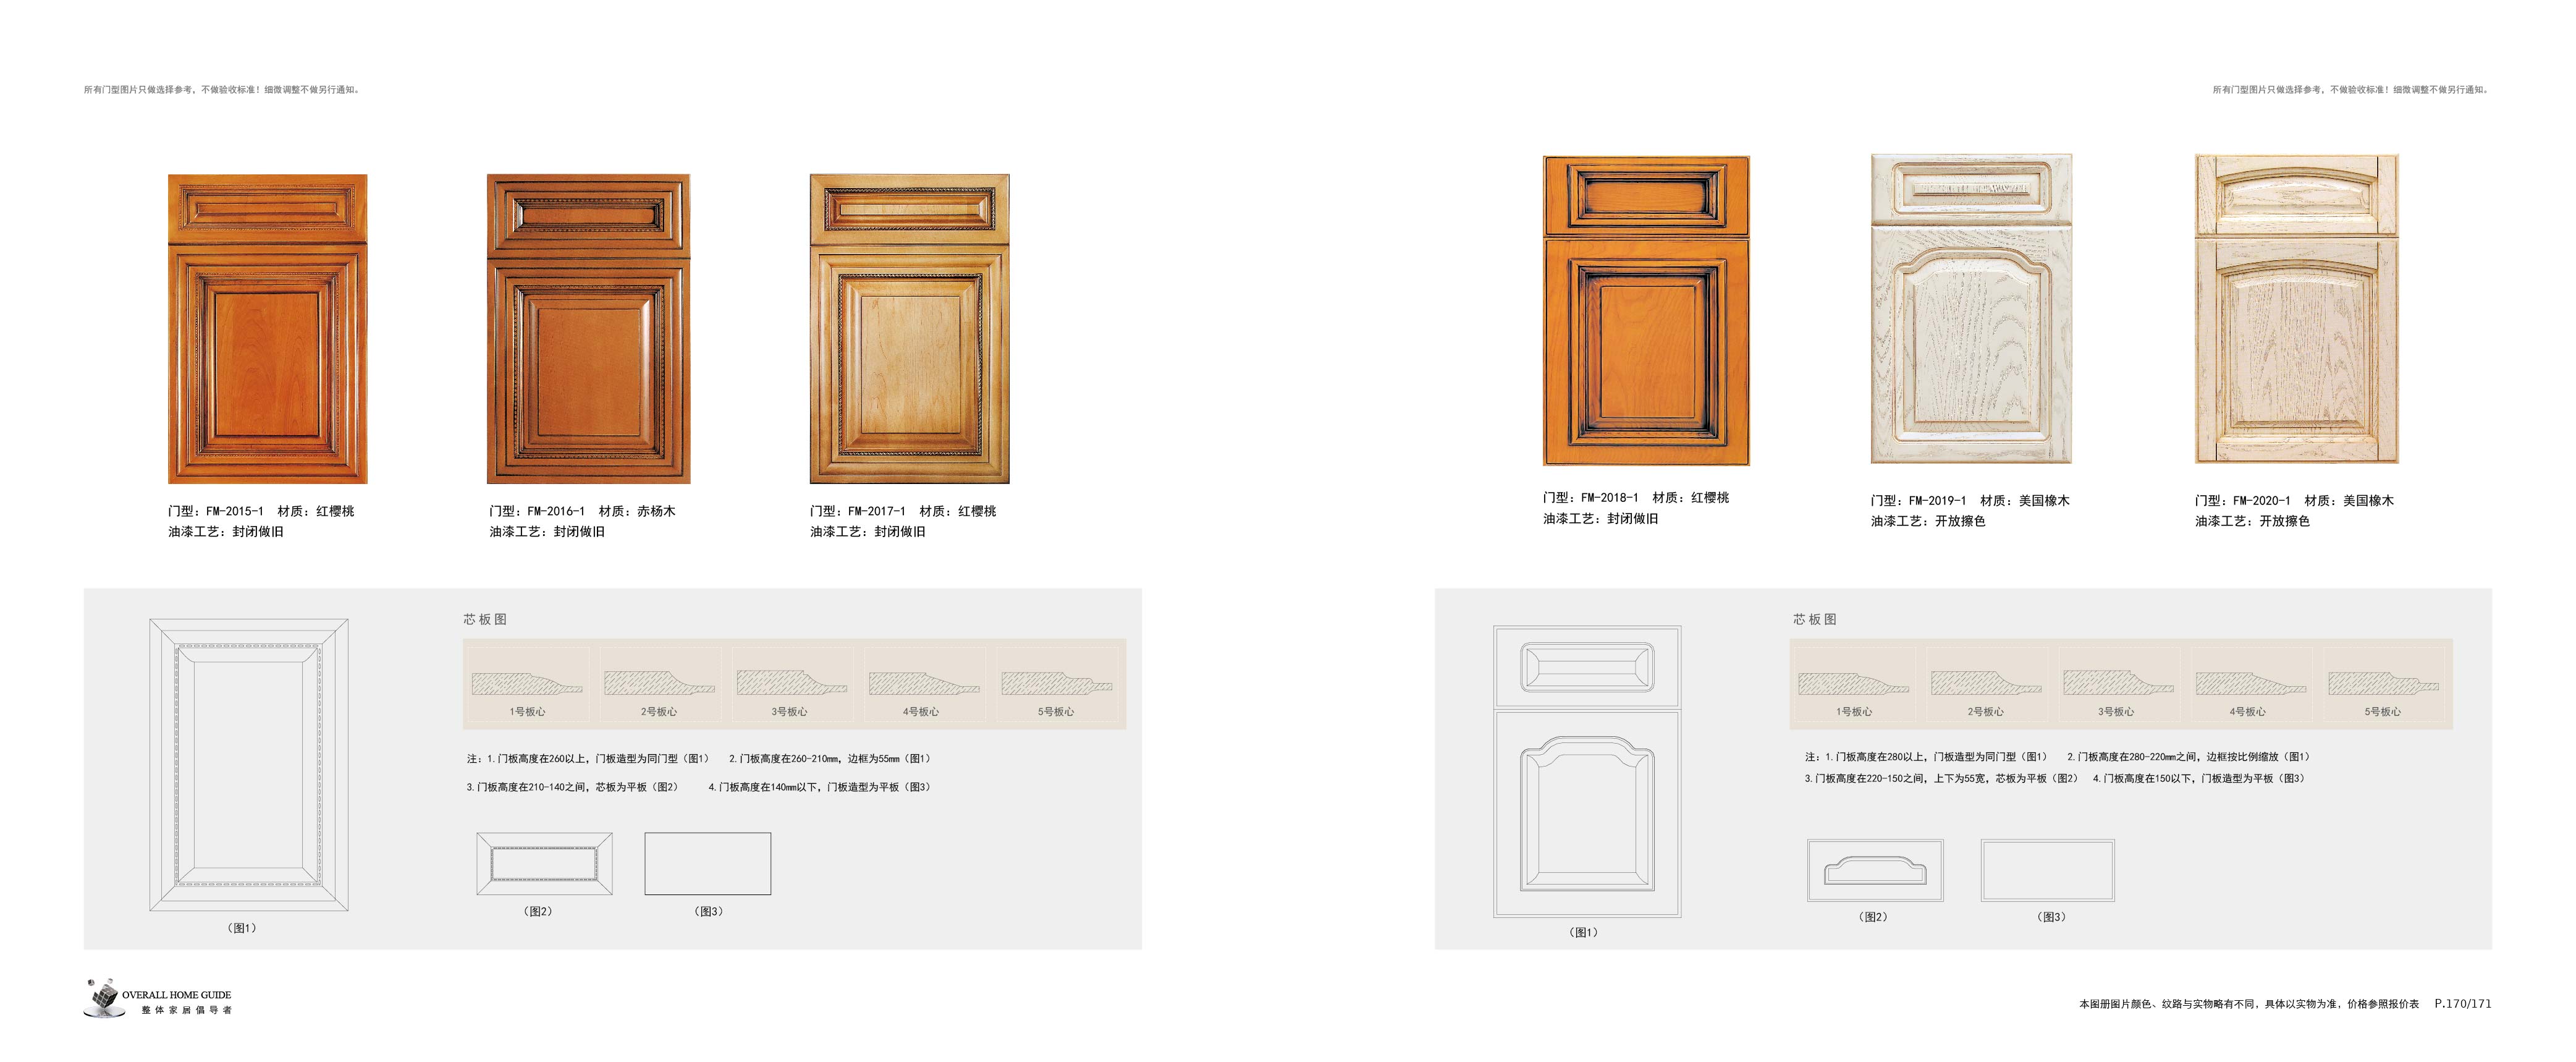 所有门型图片只做选择参考，不做验收标准！细微调整不做另行通知。
门型：FM-2015-1 材质：红樱桃
油漆工艺：封闭做旧
门型：FM-2016-1 材质：赤杨木
油漆工艺：封闭做旧
门型：FM-2017-1 材质：红樱桃
油漆工艺：封闭做旧
芯板图
1号板心
2号板心
3号板心
4号板心
5号板心
注：1.门板高度在260以上，门板造型为同门型（图1） 2.门板高度在260-210mm，边框为55mm（图1）
3.门板高度在210-140之间，芯板为平板（图2） 4.门板高度在140mm以下，门板造型为平板（图3）
（图1）
（图2）
（图3）
OVERALL HOME GUIDE
整体家居倡导者
所有门型图片只做选择参考，不做验收标准！细微调整不做另行通知。
门型：FM-2018-1 材质：红樱桃
油漆工艺：封闭做旧
门型：FM-2019-1 材质：美国橡木
油漆工艺：开放擦色
门型：FM-2020-1 材质：美国橡木
油漆工艺：开放擦色
芯板图
1号板心
2号板心
3号板心
4号板心
5号板心
注：1.门板高度在280以上，门板造型为同门型（图1） 2.门板高度在280-220mm之间，边框按比例缩放（图1）
3.门板高度在220-150之间，上下为55宽，芯板为平板（图2） 4.门板高度在150以下，门板造型为平板（图3）
（图1）
（图2）
（图3）
本图册图片颜色、纹路与实物略有不同，具体以实物为准，价格参照报价表 P.170/171